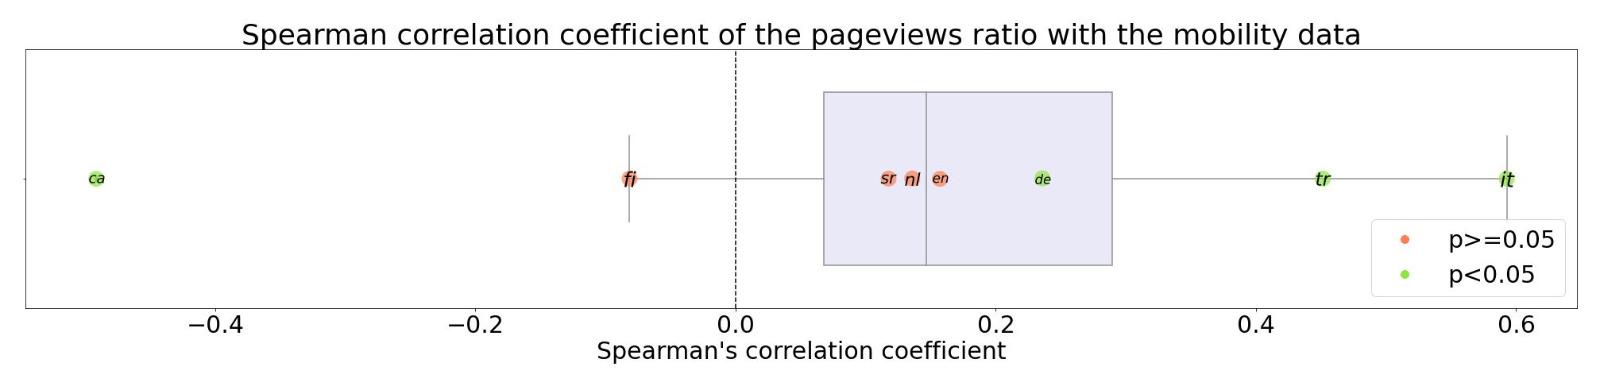 Spearman correlation coefficient of the pageviews ratio with the mobility data
ca fi sr nl en de tr it
p>=0.05
p<0.05
−0.4 −0.2 0.0 0.2 0.4 0.6
Spearman's correlation coefficient